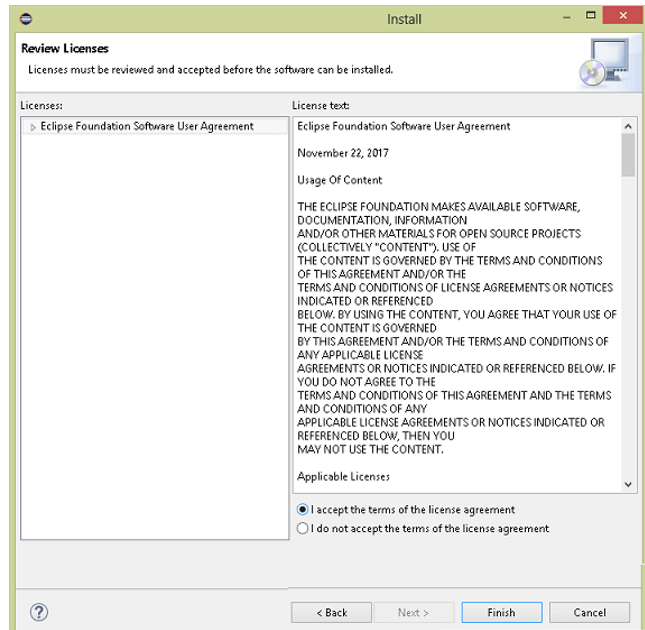 Install
Review Licenses
Licenses must be reviewed and accepted before the software can be installed.
Licenses:
Eclipse Foundation Software User Agreement
License text:
Eclipse Foundation Software User Agreement
November 22, 2017
Usage Of Content
THE ECLIPSE FOUNDATION MAKES AVAILABLE SOFTWARE,
DOCUMENTATION, INFORMATION
AND/OR OTHER MATERIALS FOR OPEN SOURCE PROJECTS
(COLLECTIVELY "CONTENT"). USE OF
THE CONTENT IS GOVERNED BY THE TERMS AND CONDITIONS
OF THIS AGREEMENT AND/OR THE
TERMS AND CONDITIONS OF LICENSE AGREEMENTS OR NOTICES
INDICATED OR REFERENCED
BELOW. BY USING THE CONTENT, YOU AGREE THAT YOUR USE OF
THE CONTENT IS GOVERNED
BY THIS AGREEMENT AND/OR THE TERMS AND CONDITIONS OF
ANY APPLICABLE LICENSE
AGREEMENTS OR NOTICES INDICATED OR REFERENCED BELOW. IF
YOU DO NOT AGREE TO THE
TERMS AND CONDITIONS OF THIS AGREEMENT AND THE TERMS
AND CONDITIONS OF ANY
APPLICABLE LICENSE AGREEMENTS OR NOTICES INDICATED OR
REFERENCED BELOW, THEN YOU
MAY NOT USE THE CONTENT.
Applicable Licenses
I accept the terms of the license agreement
I do not accept the terms of the license agreement
? < Back Next > Finish Cancel